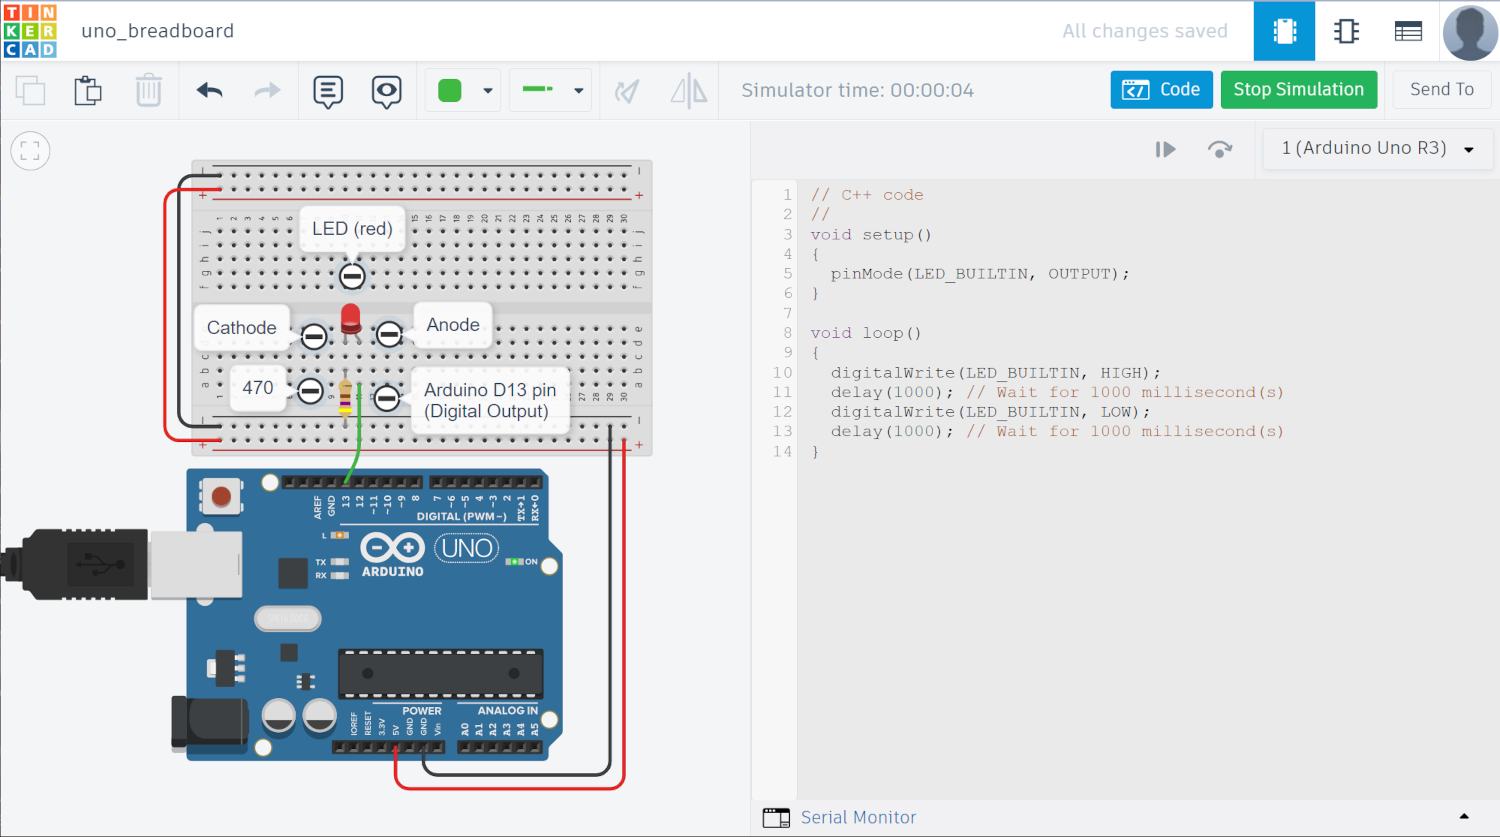 TIN
KER
CAD
uno_breadboard
All changes saved
Simulator time: 00:00:04
Code
Stop Simulation
Send To
1 (Arduino Uno R3)
LED (red)
Cathode
Anode
470
Arduino D13 pin
(Digital Output)
j
i
h
g
f
e
d
c
b
a
AREF
GND
13
12
~11
~10
~9
8
7
~6
~5
4
~3
2
TX→1
RX←0
DIGITAL (PWM~)
L
TX
RX
ARDUINO
UNO
ON
IOREF
RESET
3.3V
5V
GND
GND
Vin
POWER
ANALOG IN
A0
A1
A2
A3
A4
A5
1 // C++ code
2 //
3 void setup()
4 {
5 pinMode(LED_BUILTIN, OUTPUT);
6 }
7
8 void loop()
9 {
10 digitalWrite(LED_BUILTIN, HIGH);
11 delay(1000); // Wait for 1000 millisecond(s)
12 digitalWrite(LED_BUILTIN, LOW);
13 delay(1000); // Wait for 1000 millisecond(s)
14 }
Serial Monitor